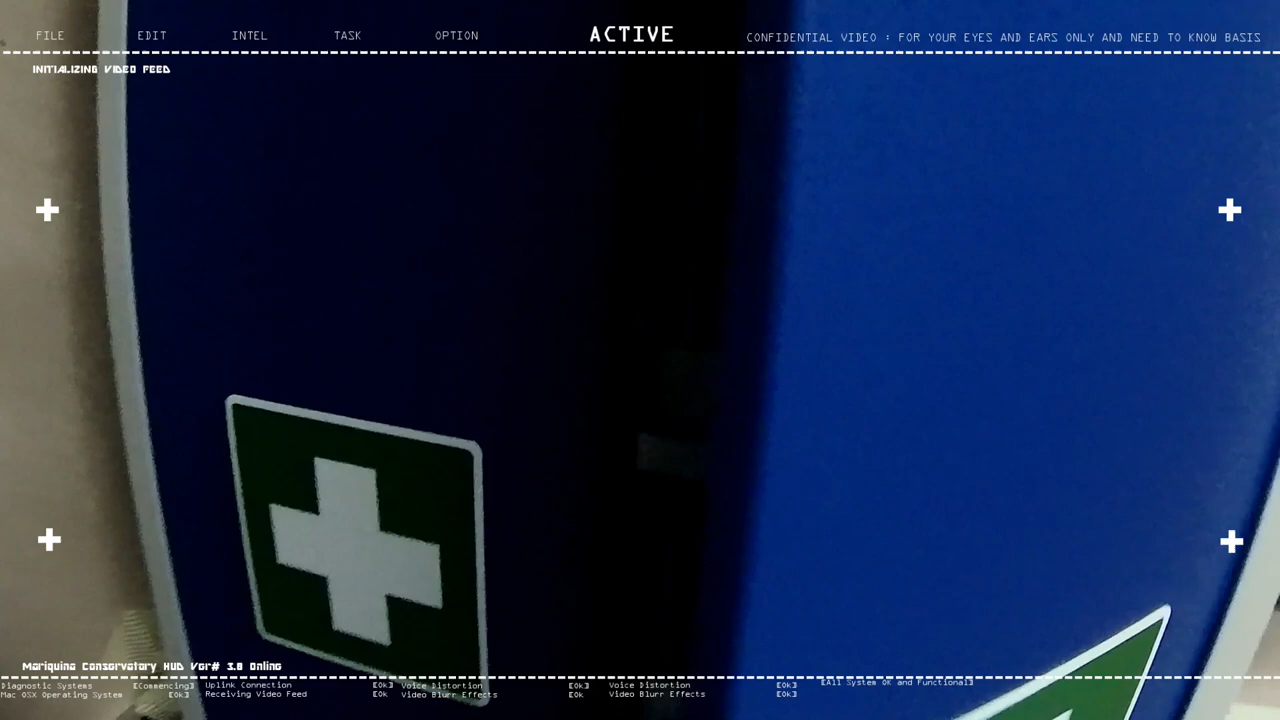 FILE EDIT INTEL TASK OPTION ACTIVE CONFIDENTIAL VIDEO : FOR YOUR EYES AND EARS ONLY AND NEED TO KNOW BASIS
INITIALIZING VIDEO FEED
Mariquina Conservatory HUD Ver# 3.8 Online
Diagnostic Systems [Commencing] Uplink Connection [Ok] Voice Distortion [Ok] Voice Distortion [Ok] [All System OK and Functional]
Mac OSX Operating System [Ok] Receiving Video Feed [Ok Video Blurr Effects [Ok Video Blurr Effects [Ok]